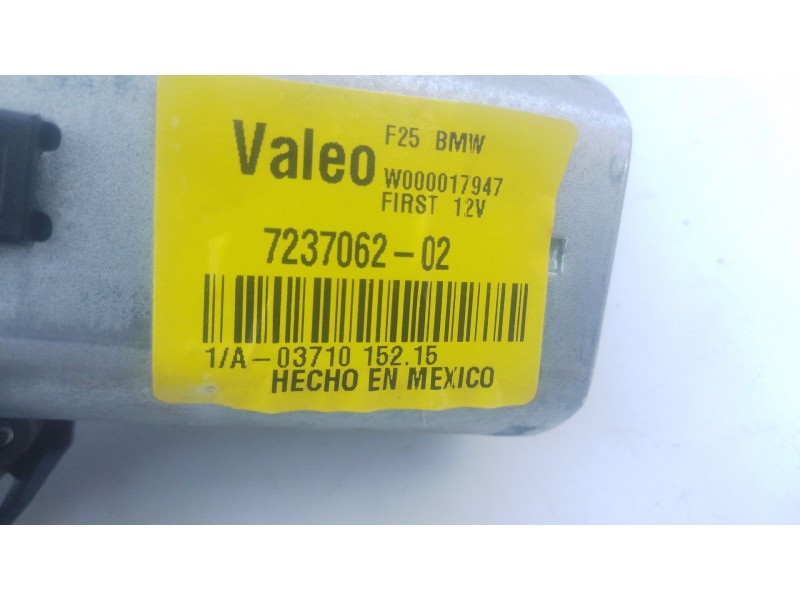 Valeo F25 BMW
W000017947
FIRST 12V
7237062-02
1/A-03710 152.15
HECHO EN MEXICO